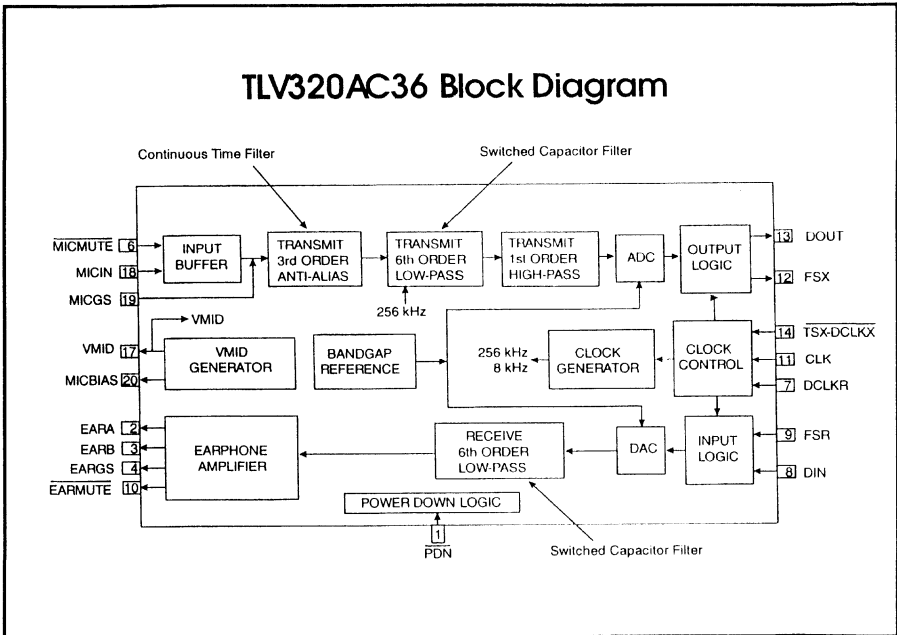 TLV320AC36 Block Diagram
Continuous Time Filter
Switched Capacitor Filter
MICMUTE 6
MICIN 18
MICGS 19
INPUT
BUFFER
TRANSMIT
3rd ORDER
ANTI-ALIAS
TRANSMIT
6th ORDER
LOW-PASS
256 kHz
TRANSMIT
1st ORDER
HIGH-PASS
ADC
OUTPUT
LOGIC
13 DOUT
12 FSX
VMID
VMID 17
MICBIAS 20
VMID
GENERATOR
BANDGAP
REFERENCE
256 kHz
8 kHz
CLOCK
GENERATOR
CLOCK
CONTROL
14 TSX-DCLKX
11 CLK
7 DCLKR
EARA 2
EARB 3
EARGS 4
EARMUTE 10
EARPHONE
AMPLIFIER
RECEIVE
6th ORDER
LOW-PASS
DAC
INPUT
LOGIC
9 FSR
8 DIN
POWER DOWN LOGIC
1
PDN
Switched Capacitor Filter